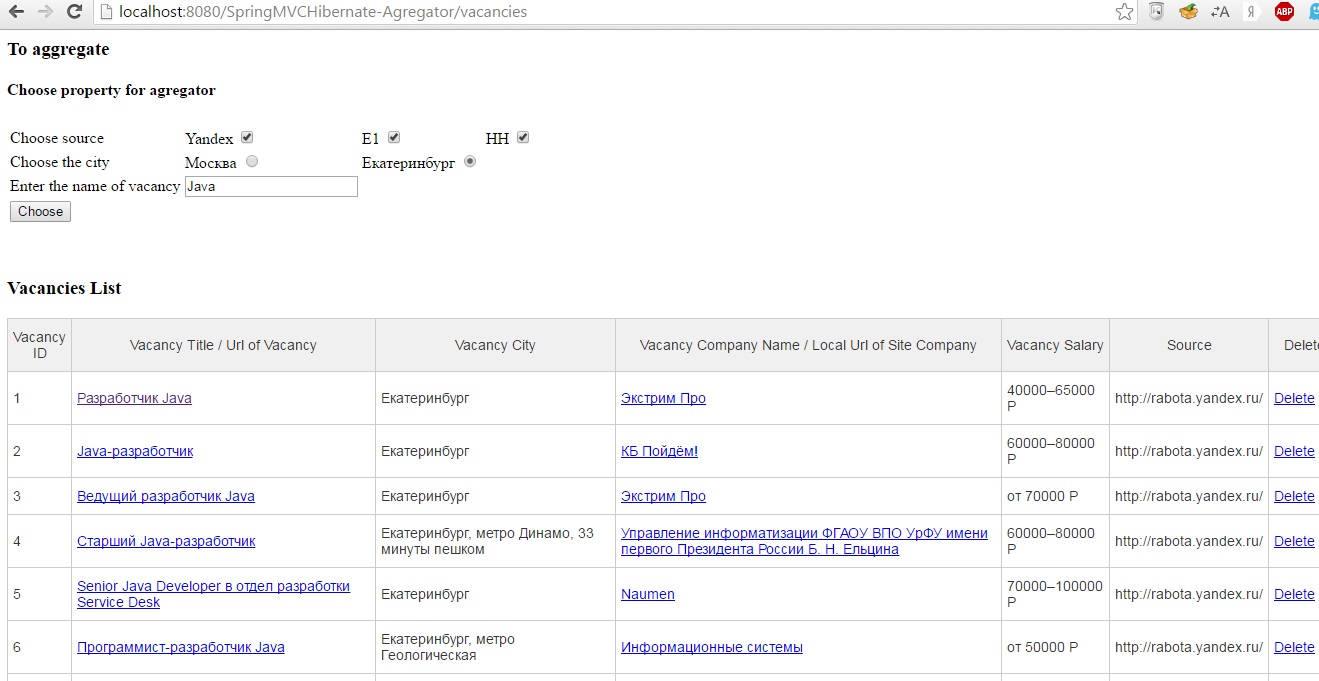 localhost:8080/SpringMVCHibernate-Agregator/vacancies
To aggregate
Choose property for agregator
Choose source Yandex E1 HH
Choose the city Москва Екатеринбург
Enter the name of vacancy Java
Choose
Vacancies List
Vacancy ID Vacancy Title / Url of Vacancy Vacancy City Vacancy Company Name / Local Url of Site Company Vacancy Salary Source Delete
1 Разработчик Java Екатеринбург Экстрим Про 40000–65000 Р http://rabota.yandex.ru/ Delete
2 Java-разработчик Екатеринбург КБ Пойдём! 60000–80000 Р http://rabota.yandex.ru/ Delete
3 Ведущий разработчик Java Екатеринбург Экстрим Про от 70000 Р http://rabota.yandex.ru/ Delete
4 Старший Java-разработчик Екатеринбург, метро Динамо, 33 минуты пешком Управление информатизации ФГАОУ ВПО УрФУ имени первого Президента России Б. Н. Ельцина 60000–80000 Р http://rabota.yandex.ru/ Delete
5 Senior Java Developer в отдел разработки Service Desk Екатеринбург Naumen 70000–100000 Р http://rabota.yandex.ru/ Delete
6 Программист-разработчик Java Екатеринбург, метро Геологическая Информационные системы от 50000 Р http://rabota.yandex.ru/ Delete